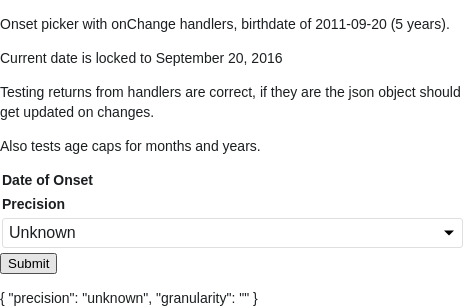 Onset picker with onChange handlers, birthdate of 2011-09-20 (5 years).
Current date is locked to September 20, 2016
Testing returns from handlers are correct, if they are the json object should
get updated on changes.
Also tests age caps for months and years.
Date of Onset
Precision
Unknown
Submit
{ "precision": "unknown", "granularity": "" }